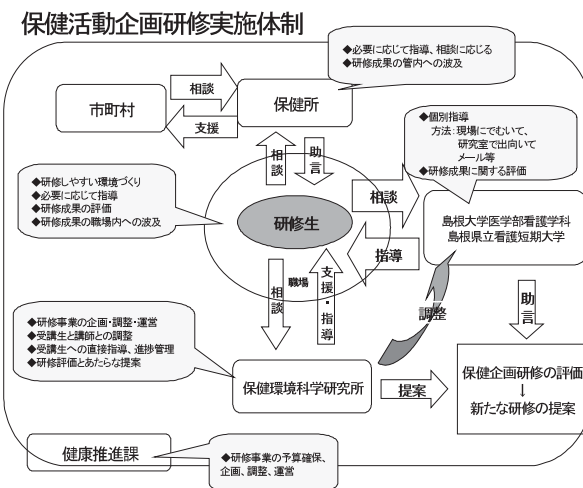 保健活動企画研修実施体制
◆必要に応じて指導、相談に応じる
◆研修成果の管内への波及
市町村
相談
支援
保健所
◆個別指導
方法：現場にでむいて、
研究室で出向いて
メール等
◆研修成果に関する評価
相談
助言
◆研修しやすい環境づくり
◆必要に応じて指導
◆研修成果の評価
◆研修成果の職場内への波及
研修生
相談
指導
島根大学医学部看護学科
島根県立看護短期大学
職場
相談
支援・指導
調整
助言
◆研修事業の企画・調整・運営
◆受講生と講師との調整
◆受講生への直接指導、進捗管理
◆研修評価とあらたな提案
保健環境科学研究所
提案
保健企画研修の評価
↓
新たな研修の提案
健康推進課
◆研修事業の予算確保、
企画、調整、運営